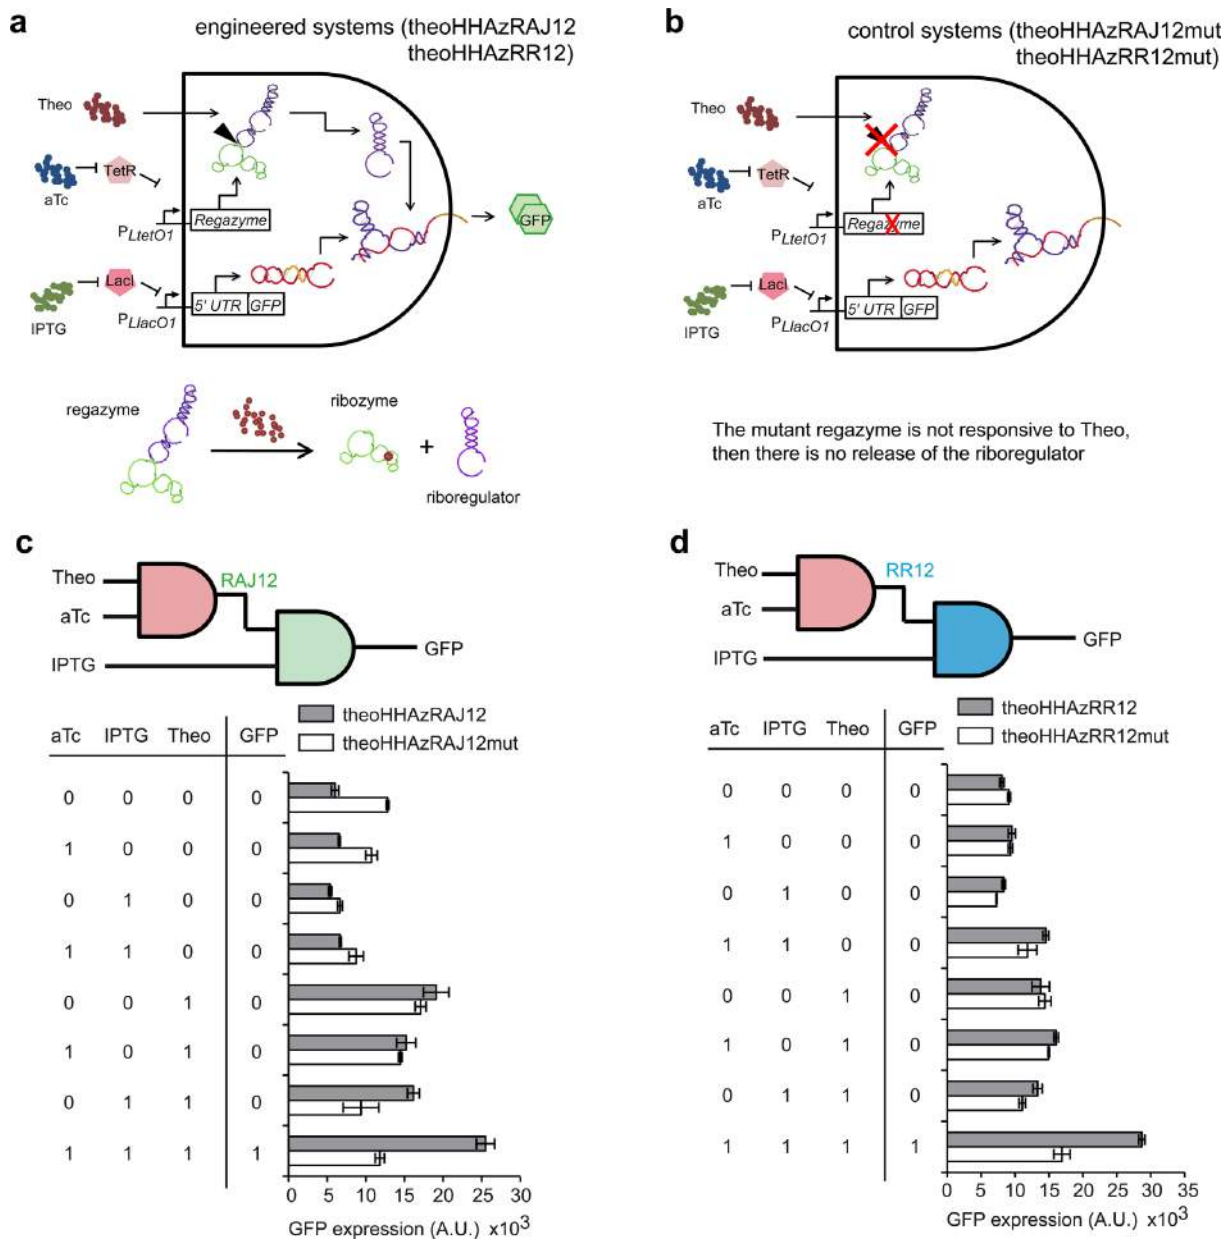 a
engineered systems (theoHHAzRAJ12
theoHHAzRR12)
Theo
aTc
TetR
PLtetO1
Regazyme
GFP
LacI
IPTG
PLlacO1
5' UTR GFP
regazyme
ribozyme
+
riboregulator
b
control systems (theoHHAzRAJ12mut
theoHHAzRR12mut)
Theo
aTc
TetR
PLtetO1
Regazyme
LacI
IPTG
PLlacO1
5' UTR GFP
The mutant regazyme is not responsive to Theo,
then there is no release of the riboregulator
c
Theo
RAJ12
aTc
IPTG
GFP
theoHHAzRAJ12
theoHHAzRAJ12mut
aTc IPTG Theo GFP
0 0 0 0
1 0 0 0
0 1 0 0
1 1 0 0
0 0 1 0
1 0 1 0
0 1 1 0
1 1 1 1
0 5 10 15 20 25 30
GFP expression (A.U.) x10³
d
Theo
RR12
aTc
IPTG
GFP
theoHHAzRR12
theoHHAzRR12mut
aTc IPTG Theo GFP
0 0 0 0
1 0 0 0
0 1 0 0
1 1 0 0
0 0 1 0
1 0 1 0
0 1 1 0
1 1 1 1
0 5 10 15 20 25 30 35
GFP expression (A.U.) x10³